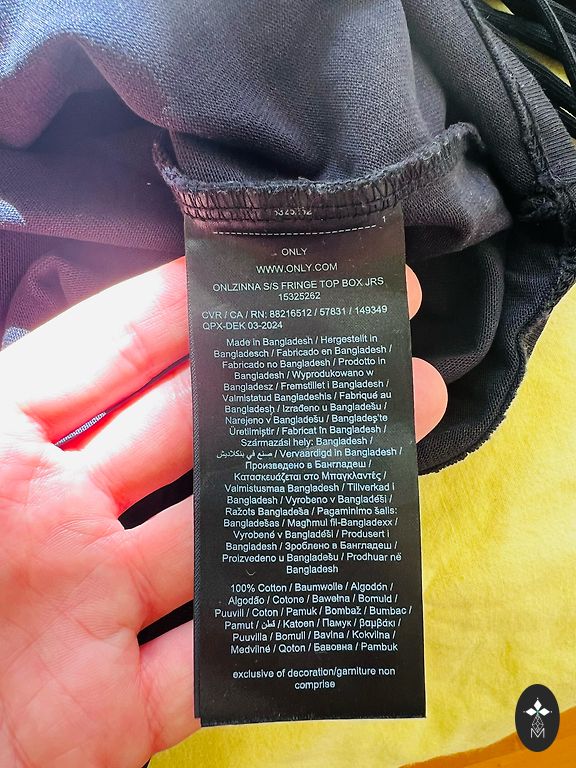 ONLY
WWW.ONLY.COM
ONLZINNA S/S FRINGE TOP BOX JRS
15325262
CVR / CA / RN: 88216512 / 57831 / 149349
QPX-DEK 03-2024
Made in Bangladesh / Hergestellt in
Bangladesch / Fabricado en Bangladesh /
Fabricado no Bangladesh / Prodotto in
Bangladesh / Wyprodukowano w
Bangladesz / Fremstillet i Bangladesh /
Valmistatud Bangladeshis / Fabriqué au
Bangladesh / Izrađeno u Bangladešu /
Narejeno v Bangladešu / Bangladeş'te
Üretilmiştir / Fabricat în Bangladesh /
Származási hely: Bangladesh /
صنع في بنكلاديش / Vervaardigd in Bangladesh /
Произведено в Бангладеш /
Κατασκευάζεται στο Μπαγκλαντές /
Valmistusmaa Bangladesh / Tillverkad i
Bangladesh / Vyrobeno v Bangladéši /
Ražots Bangladeša / Pagaminimo šalis:
Bangladešas / Maghmul fil-Bangladexx /
Vyrobené v Bangladéši / Produsert i
Bangladesh / Зроблено в Бангладеш /
Proizvedeno u Bangladešu / Prodhuar në
Bangladesh
100% Cotton / Baumwolle / Algodón /
Algodão / Cotone / Bawełna / Bomuld /
Puuvill / Coton / Pamuk / Bombaž / Bumbac /
Pamut / قطن / Katoen / Памук / βαμβάκι /
Puuvilla / Bomull / Bavlna / Kokvilna /
Medvilnė / Qoton / Бавовна / Pambuk
exclusive of decoration/garniture non
comprise